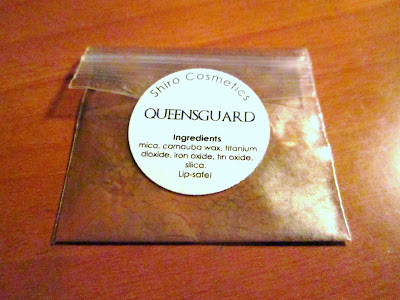 Shiro Cosmetics
QUEENSGUARD
Ingredients
mica, carnauba wax, titanium
dioxide, iron oxide, tin oxide,
silica.
Lip-safe!